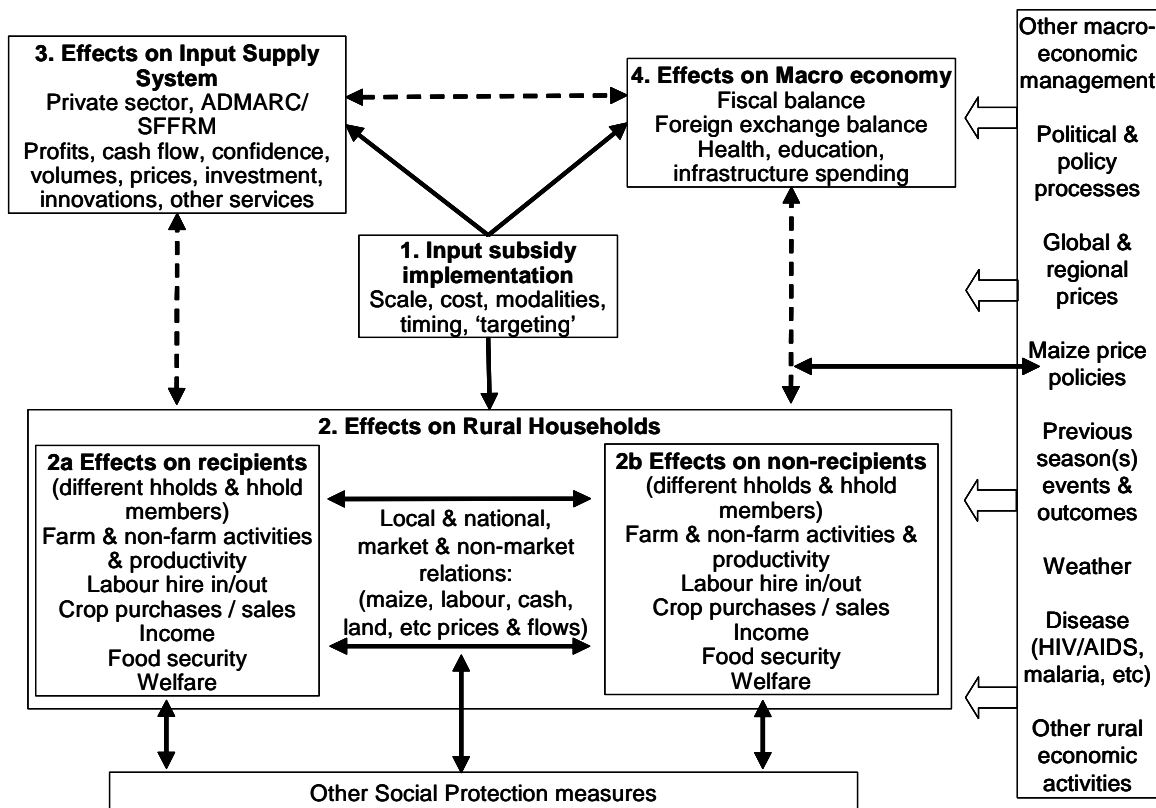 3. Effects on Input Supply
System
Private sector, ADMARC/
SFFRM
Profits, cash flow, confidence,
volumes, prices, investment,
innovations, other services
4. Effects on Macro economy
Fiscal balance
Foreign exchange balance
Health, education,
infrastructure spending
1. Input subsidy
implementation
Scale, cost, modalities,
timing, ‘targeting’
2. Effects on Rural Households
2a Effects on recipients
(different hholds & hhold
members)
Farm & non-farm activities
& productivity
Labour hire in/out
Crop purchases / sales
Income
Food security
Welfare
Local & national,
market & non-market
relations:
(maize, labour, cash,
land, etc prices & flows)
2b Effects on non-recipients
(different hholds & hhold
members)
Farm & non-farm activities &
productivity
Labour hire in/out
Crop purchases / sales
Income
Food security
Welfare
Other Social Protection measures
Other macro-
economic
management
Political &
policy
processes
Global &
regional
prices
Maize price
policies
Previous
season(s)
events &
outcomes
Weather
Disease
(HIV/AIDS,
malaria, etc)
Other rural
economic
activities